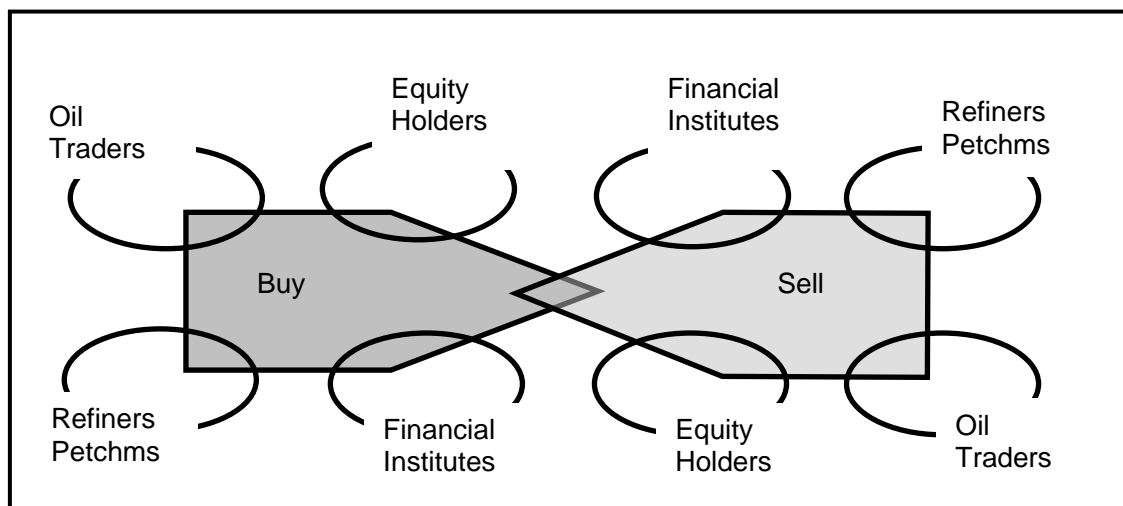 Oil
Traders
Equity
Holders
Financial
Institutes
Refiners
Petchms
Buy
Sell
Refiners
Petchms
Financial
Institutes
Equity
Holders
Oil
Traders